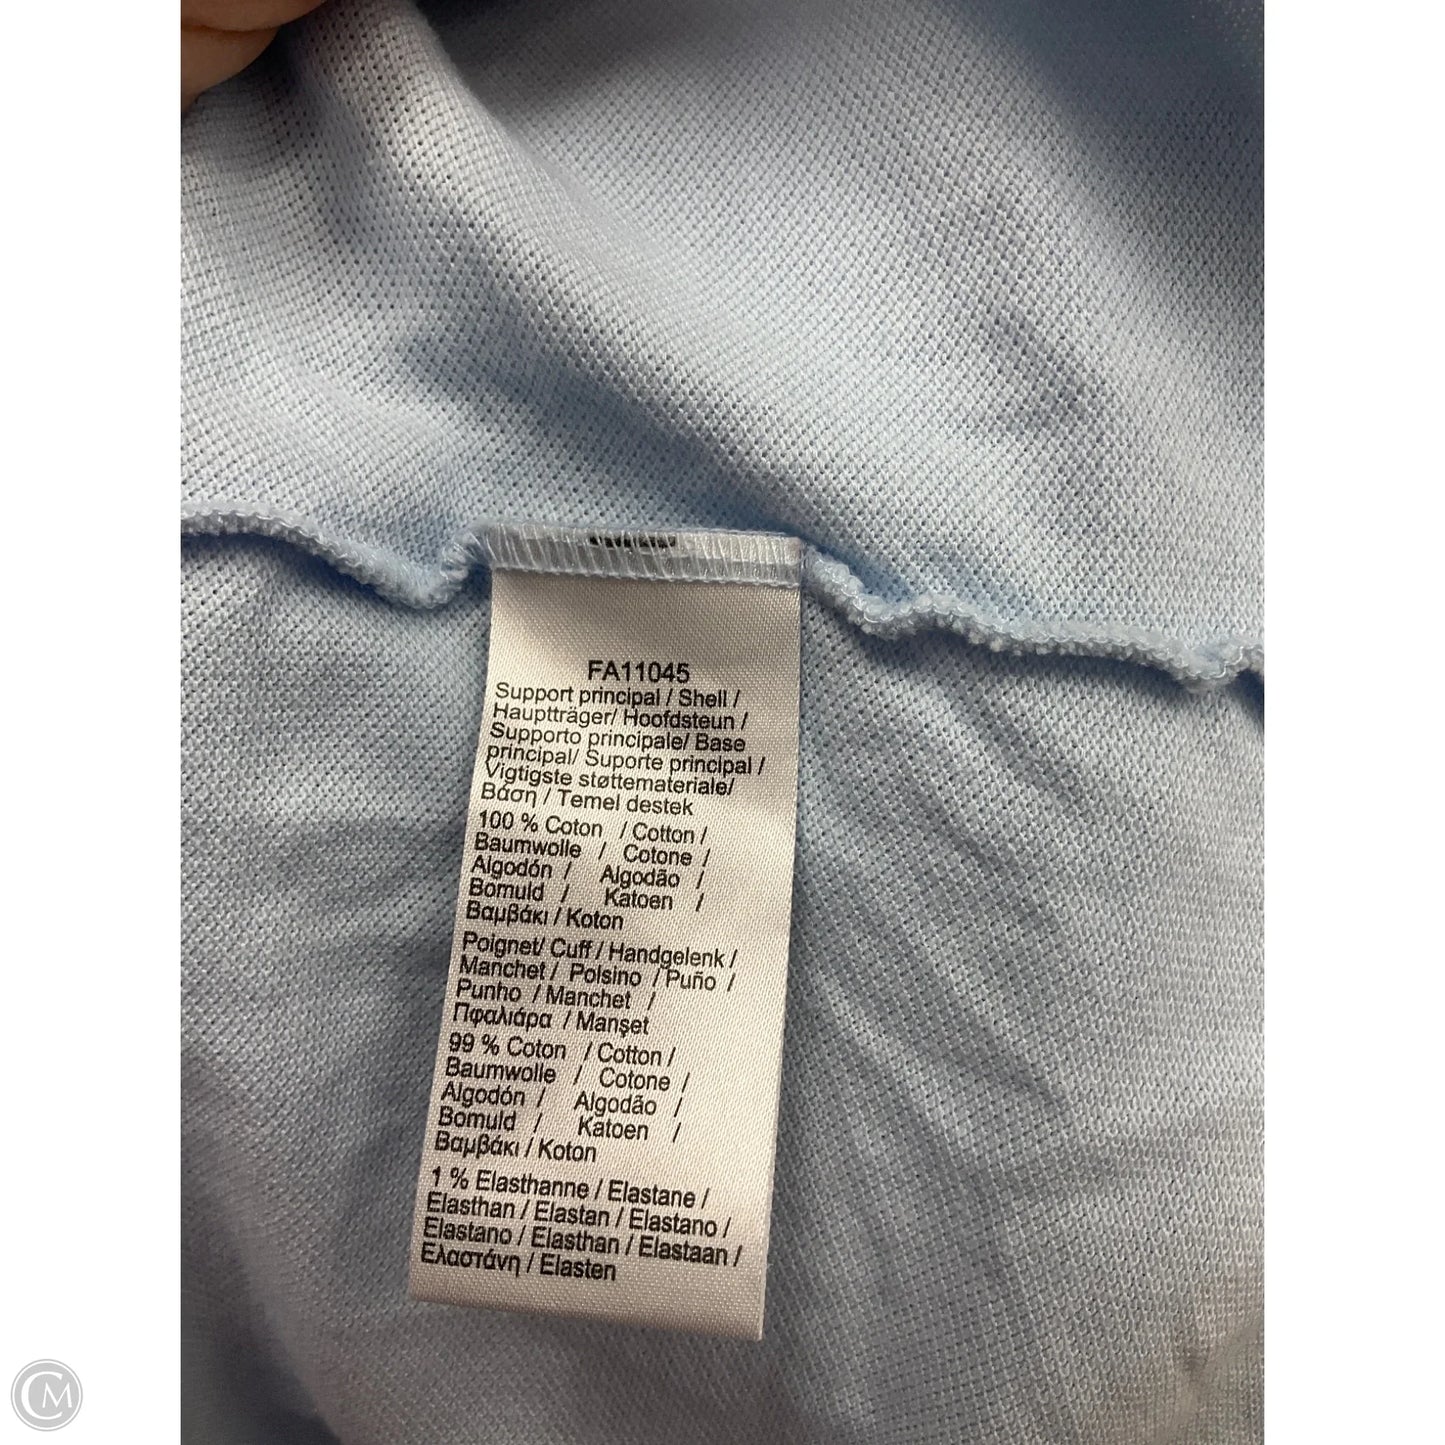 FA11045
Support principal / Shell /
Hauptträger/ Hoofdsteun /
Supporto principale/ Base
principal/ Suporte principal /
Vigtigste støttemateriale/
Βάση / Temel destek
100 % Coton / Cotton /
Baumwolle / Cotone /
Algodón / Algodão /
Bomuld / Katoen /
Βαμβάκι / Koton
Poignet/ Cuff / Handgelenk /
Manchet / Polsino / Puño /
Punho / Manchet /
Πφαλιάρα / Manşet
99 % Coton / Cotton /
Baumwolle / Cotone /
Algodón / Algodão /
Bomuld / Katoen /
Βαμβάκι / Koton
1 % Elasthanne / Elastane /
Elasthan / Elastan / Elastano /
Elastano / Elasthan / Elastaan /
Ελαστάνη / Elasten
CM